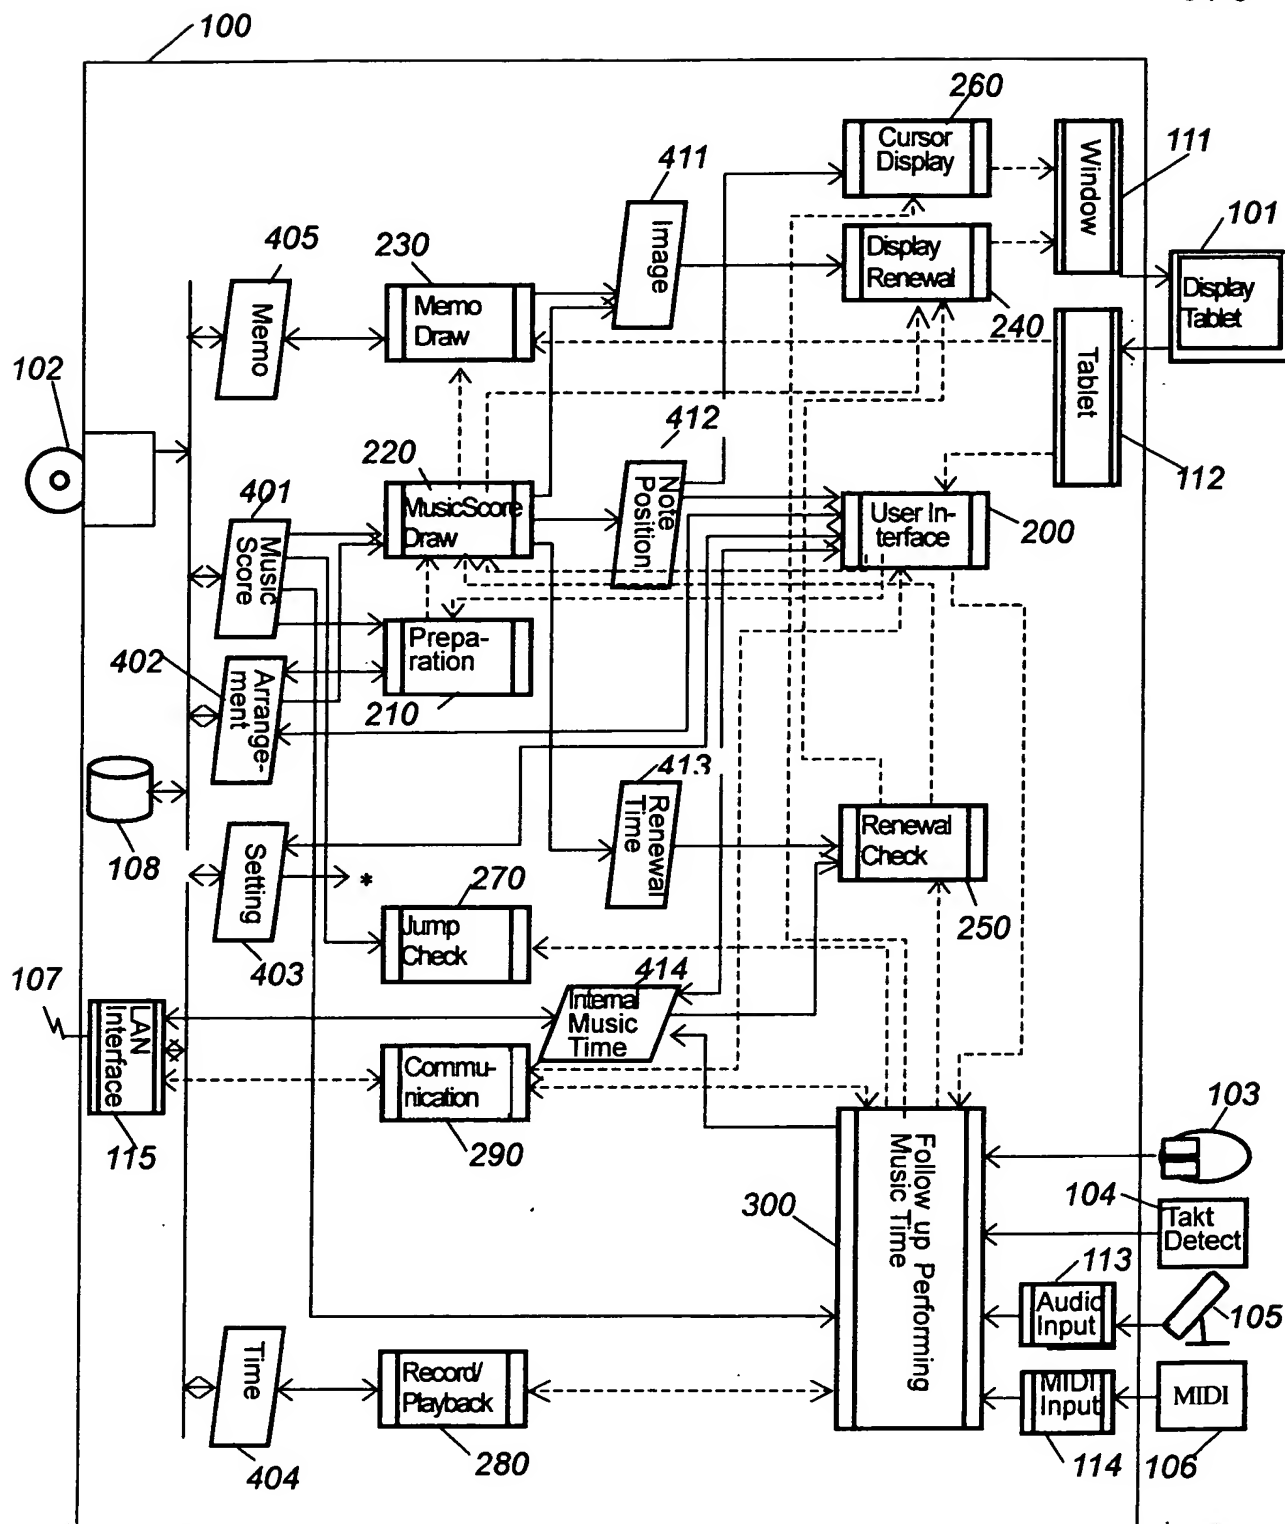 100
260
Cursor
Display
Window
111
411
Image
101
Display
Tablet
405
Memo
230
Memo
Draw
Display
Renewal
240
Tablet
112
102
412
Note
Position
220
MusicScore
Draw
401
Music
Score
User In-
terface
200
Prepa-
ration
210
402
Arrange-
ment
413
Renewal
Time
Renewal
Check
250
108
Setting
*
403
270
Jump
Check
107
LAN
Interface
115
414
Internal
Music
Time
Commu-
nication
290
103
104
Takt
Detect
300
Follow up Performing
Music Time
113
Audio
Input
105
MIDI
Input
114
MIDI
106
Time
404
Record/
Playback
280